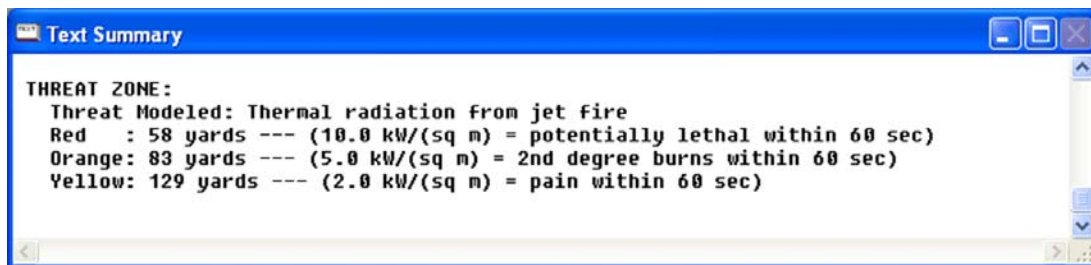 Text Summary
THREAT ZONE:
Threat Modeled: Thermal radiation from jet fire
Red   : 58 yards --- (10.0 kW/(sq m) = potentially lethal within 60 sec)
Orange: 83 yards --- (5.0 kW/(sq m) = 2nd degree burns within 60 sec)
Yellow: 129 yards --- (2.0 kW/(sq m) = pain within 60 sec)